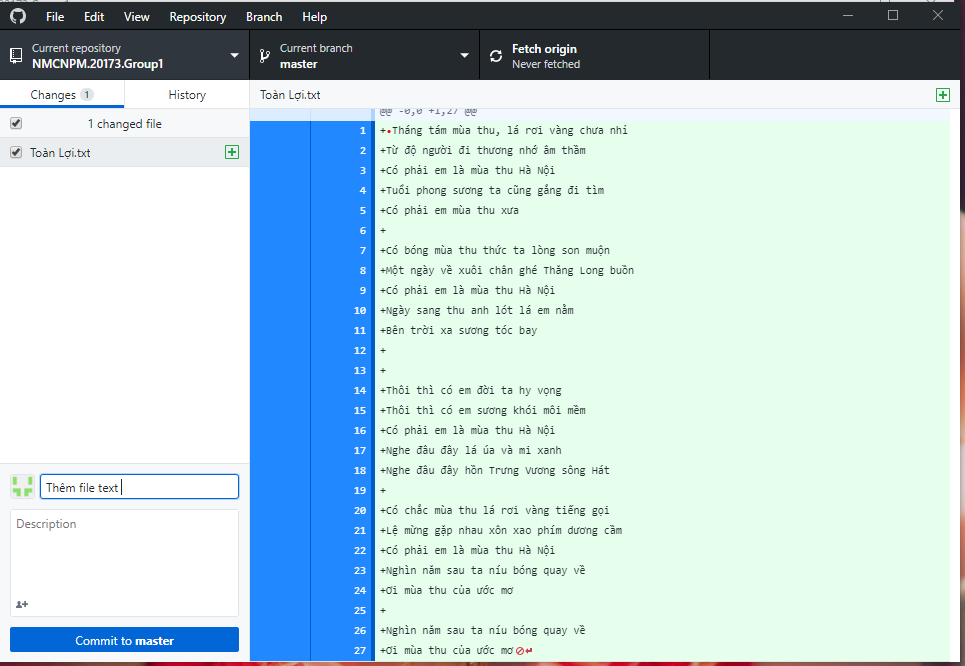 File Edit View Repository Branch Help
Current repository
NMCNPM.20173.Group1
Current branch
master
Fetch origin
Never fetched
Changes 1
History
1 changed file
Toàn Lợi.txt
Thêm file text
Description
Commit to master
Toàn Lợi.txt
@@ -0,0 +1,27 @@
1 +Tháng tám mùa thu, lá rơi vàng chưa nhỉ
2 +Từ độ người đi thương nhớ âm thầm
3 +Có phải em là mùa thu Hà Nội
4 +Tuổi phong sương ta cũng gắng đi tìm
5 +Có phải em mùa thu xưa
6 +
7 +Có bóng mùa thu thức ta lòng son muộn
8 +Một ngày về xuôi chân ghé Thăng Long buồn
9 +Có phải em là mùa thu Hà Nội
10 +Ngày sang thu anh lót lá em nằm
11 +Bên trời xa sương tóc bay
12 +
13 +
14 +Thôi thì có em đời ta hy vọng
15 +Thôi thì có em sương khói môi mềm
16 +Có phải em là mùa thu Hà Nội
17 +Nghe đâu đây lá úa và mi xanh
18 +Nghe đâu đây hồn Trưng Vương sông Hát
19 +
20 +Có chắc mùa thu lá rơi vàng tiếng gọi
21 +Lệ mừng gặp nhau xôn xao phím dương cầm
22 +Có phải em là mùa thu Hà Nội
23 +Nghìn năm sau ta níu bóng quay về
24 +Ơi mùa thu của ước mơ
25 +
26 +Nghìn năm sau ta níu bóng quay về
27 +Ơi mùa thu của ước mơ